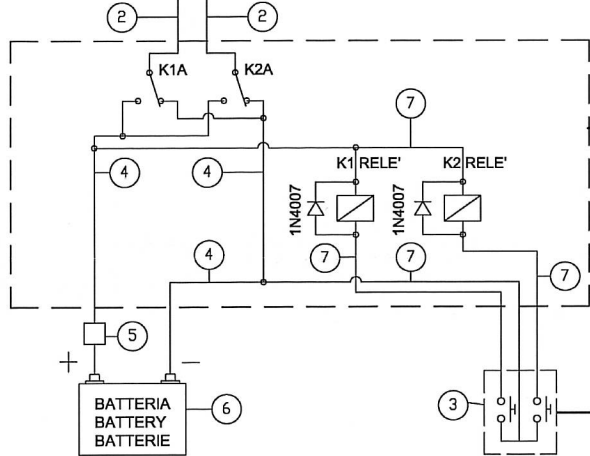 2 2
K1A K2A
7
4 4
K1 RELE' K2 RELE'
1N4007 1N4007
4 7 7 7
5
+ −
BATTERIA
BATTERY
BATTERIE
6
3